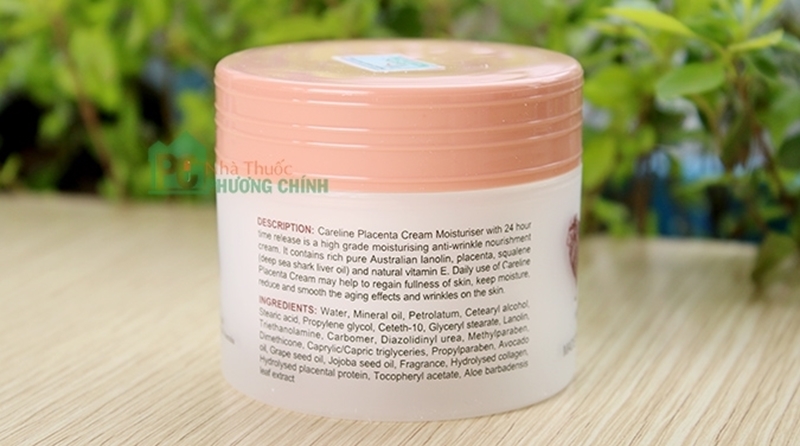 Nhà Thuốc
PHƯƠNG CHÍNH
DESCRIPTION: Careline Placenta Cream Moisturiser with 24 hour
time release is a high grade moisturising anti-wrinkle nourishment
cream. It contains rich pure Australian lanolin, placenta, squalene
(deep sea shark liver oil) and natural vitamin E. Daily use of Careline
Placenta Cream may help to regain fullness of skin, keep moisture,
reduce and smooth the aging effects and wrinkles on the skin.
INGREDIENTS: Water, Mineral oil, Petrolatum, Cetearyl alcohol,
Stearic acid, Propylene glycol, Ceteth-10, Glyceryl stearate, Lanolin,
Triethanolamine, Carbomer, Diazolidinyl urea, Methylparaben,
Dimethicone, Caprylic/Capric triglyceries, Propylparaben, Avocado
oil, Grape seed oil, Jojoba seed oil, Fragrance, Hydrolysed collagen,
Hydrolysed placental protein, Tocopheryl acetate, Aloe barbadensis
leaf extract